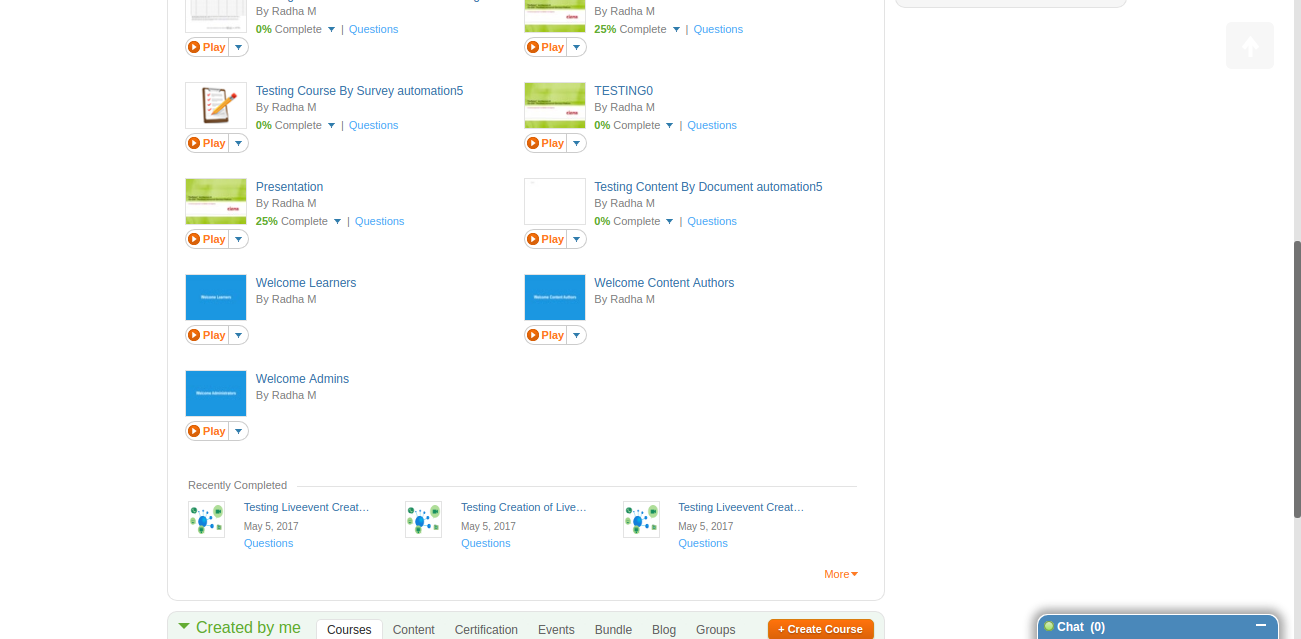 By Radha M
0% Complete | Questions
Play
By Radha M
25% Complete | Questions
Play
Testing Course By Survey automation5
By Radha M
0% Complete | Questions
Play
TESTING0
By Radha M
0% Complete | Questions
Play
Presentation
By Radha M
25% Complete | Questions
Play
Testing Content By Document automation5
By Radha M
0% Complete | Questions
Play
Welcome Learners
Welcome Learners
By Radha M
Play
Welcome Content Authors
Welcome Content Authors
By Radha M
Play
Welcome Administrators
Welcome Admins
By Radha M
Play
Recently Completed
Testing Liveevent Creat…
May 5, 2017
Questions
Testing Creation of Live…
May 5, 2017
Questions
Testing Liveevent Creat…
May 5, 2017
Questions
More
Created by me
Courses
Content
Certification
Events
Bundle
Blog
Groups
+ Create Course
Chat (0)